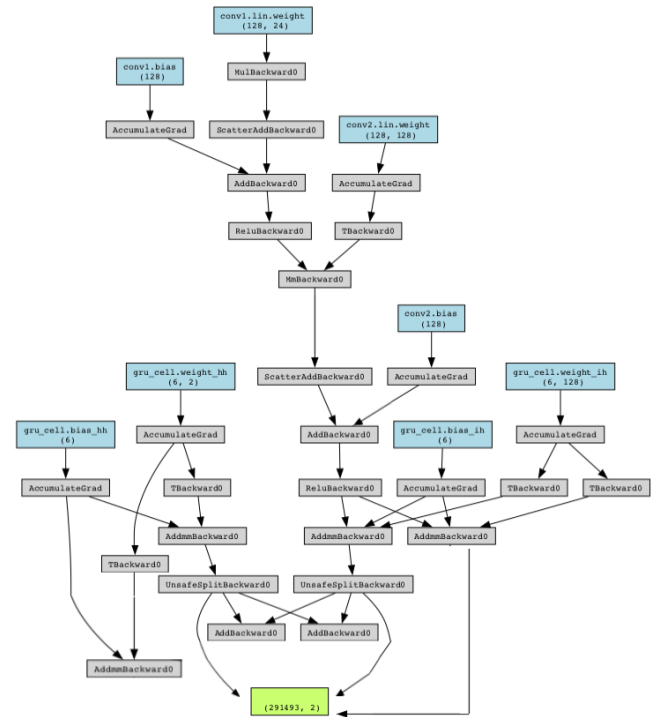 conv1.lin.weight
(128, 24)
conv1.bias
(128)
MulBackward0
conv2.lin.weight
(128, 128)
AccumulateGrad
ScatterAddBackward0
AddBackward0
AccumulateGrad
ReluBackward0
TBackward0
MmBackward0
conv2.bias
(128)
gru_cell.weight_hh
(6, 2)
ScatterAddBackward0
AccumulateGrad
gru_cell.weight_ih
(6, 128)
gru_cell.bias_hh
(6)
AccumulateGrad
AddBackward0
gru_cell.bias_ih
(6)
AccumulateGrad
AccumulateGrad
TBackward0
ReluBackward0
AccumulateGrad
TBackward0
TBackward0
AddmmBackward0
AddmmBackward0
AddmmBackward0
TBackward0
UnsafeSplitBackward0
UnsafeSplitBackward0
AddBackward0
AddBackward0
AddmmBackward0
(291493, 2)